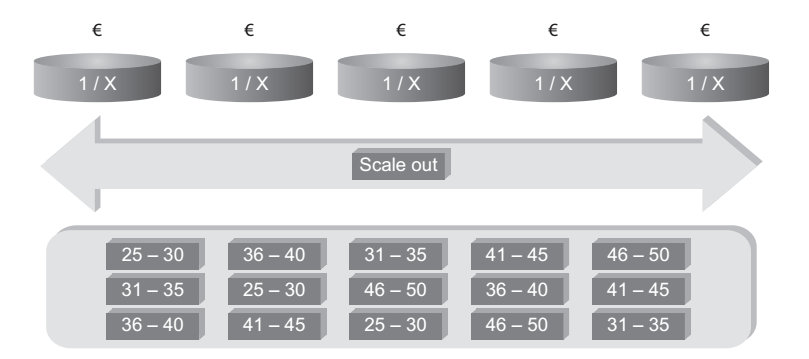 € € € € €
1 / X 1 / X 1 / X 1 / X 1 / X
Scale out
25 – 30 36 – 40 31 – 35 41 – 45 46 – 50
31 – 35 25 – 30 46 – 50 36 – 40 41 – 45
36 – 40 41 – 45 25 – 30 46 – 50 31 – 35